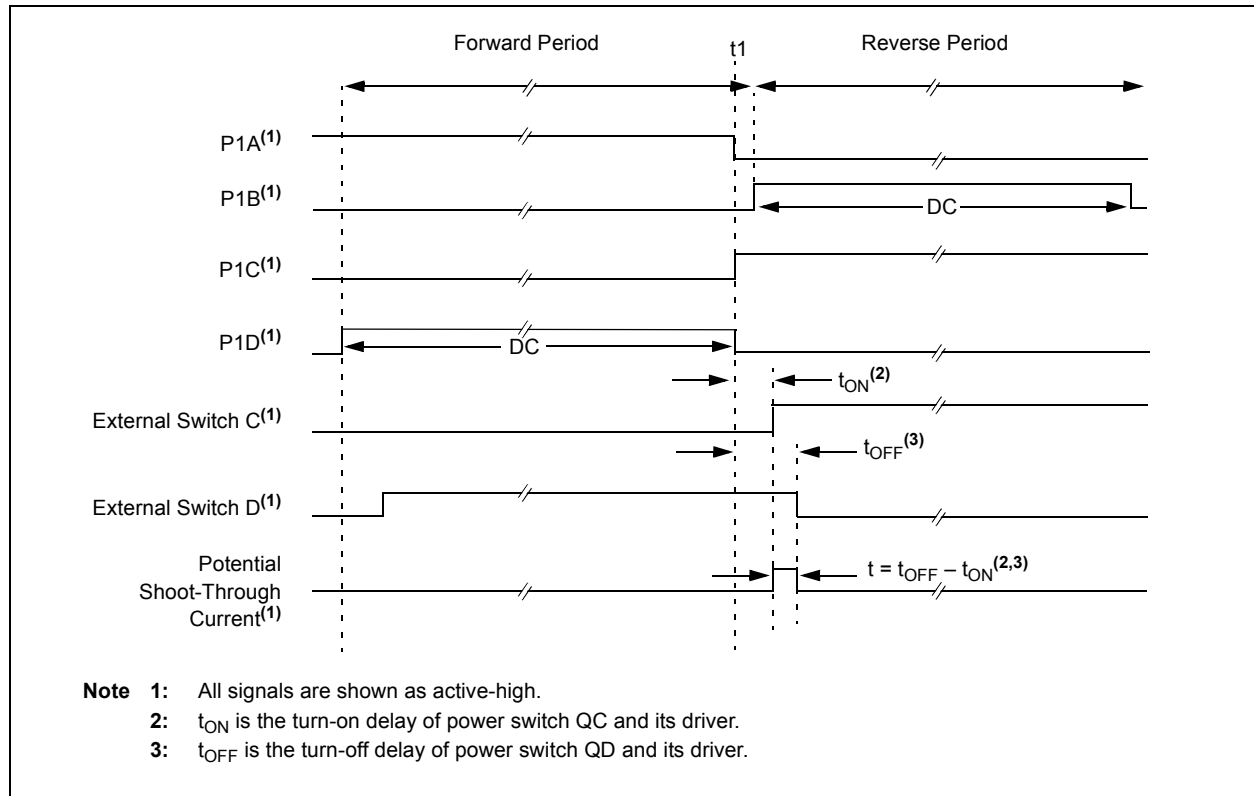 Forward Period
t1
Reverse Period
P1A(1)
P1B(1)
DC
P1C(1)
P1D(1)
DC
tON(2)
External Switch C(1)
tOFF(3)
External Switch D(1)
Potential
Shoot-Through
Current(1)
t = tOFF – tON(2,3)
Note 1: All signals are shown as active-high.
2: tON is the turn-on delay of power switch QC and its driver.
3: tOFF is the turn-off delay of power switch QD and its driver.